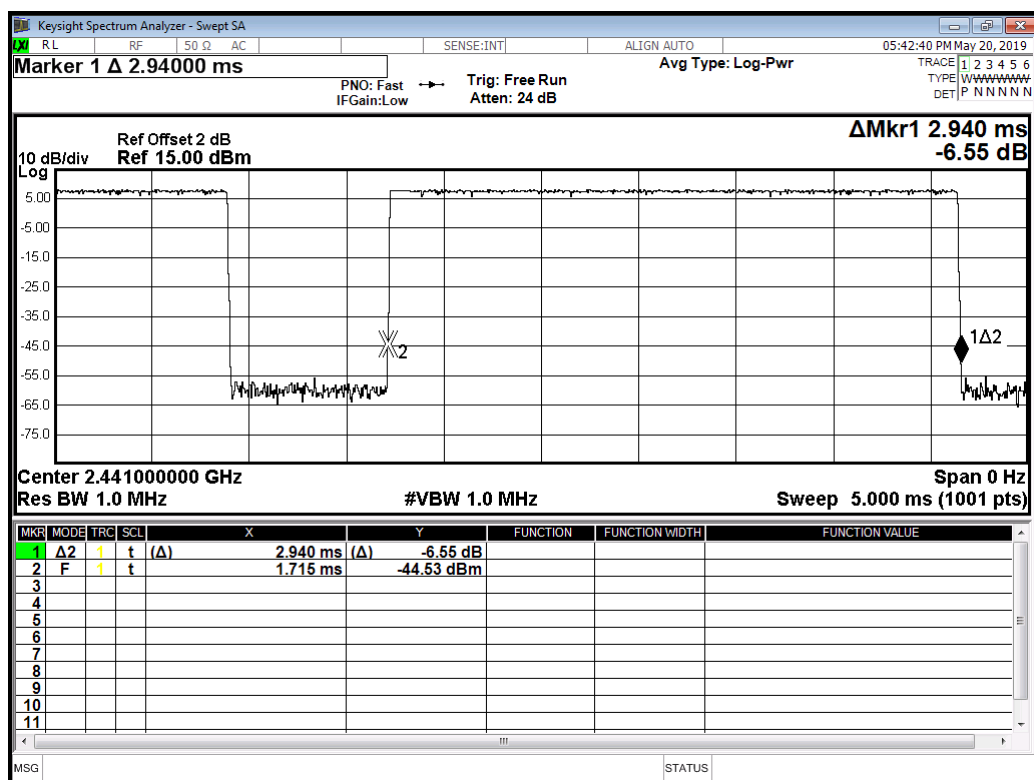 Keysight Spectrum Analyzer - Swept SA
LXI RL RF 50 Ω AC SENSE:INT ALIGN AUTO 05:42:40 PM May 20, 2019
Marker 1 Δ 2.94000 ms
PNO: Fast
IFGain:Low
Trig: Free Run
Atten: 24 dB
Avg Type: Log-Pwr
TRACE 1 2 3 4 5 6
TYPE WWWWWW
DET P N N N N N
ΔMkr1 2.940 ms
-6.55 dB
Ref Offset 2 dB
10 dB/div Ref 15.00 dBm
Log
5.00
-5.00
-15.0
-25.0
-35.0
-45.0
-55.0
-65.0
-75.0
2
1Δ2
Center 2.441000000 GHz Span 0 Hz
Res BW 1.0 MHz #VBW 1.0 MHz Sweep 5.000 ms (1001 pts)
MKR MODE TRC SCL X Y FUNCTION FUNCTION WIDTH FUNCTION VALUE
1 Δ2 1 t (Δ) 2.940 ms (Δ) -6.55 dB
2 F 1 t 1.715 ms -44.53 dBm
3
4
5
6
7
8
9
10
11
MSG STATUS